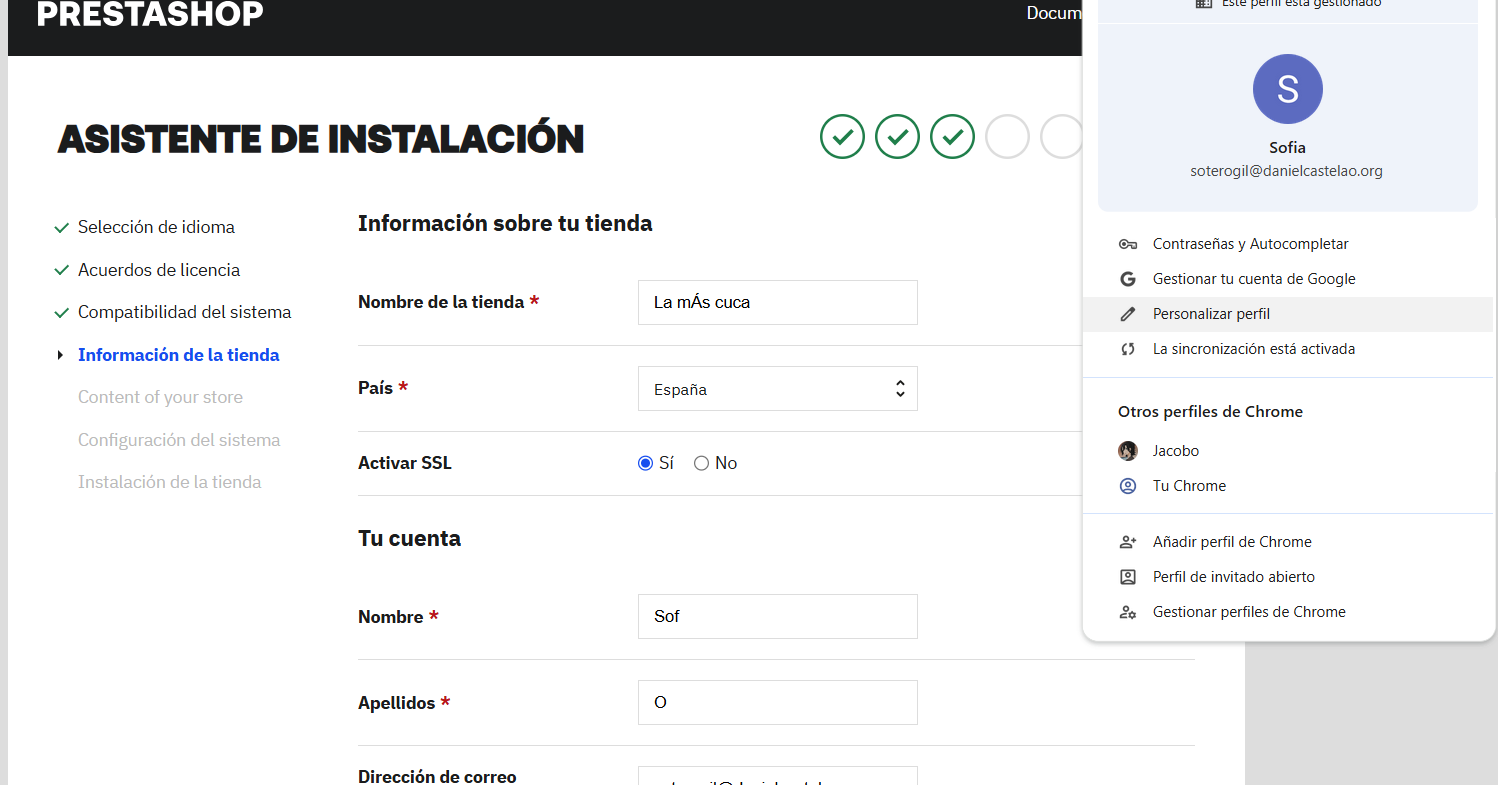 PRESTASHOP
Docum
ASISTENTE DE INSTALACIÓN
Selección de idioma
Acuerdos de licencia
Compatibilidad del sistema
Información de la tienda
Content of your store
Configuración del sistema
Instalación de la tienda
Información sobre tu tienda
Nombre de la tienda *
La mÁs cuca
País *
España
Activar SSL
Sí No
Tu cuenta
Nombre *
Sof
Apellidos *
O
Dirección de correo
Este perfil está gestionado
S
Sofia
soterogil@danielcastelao.org
Contraseñas y Autocompletar
G Gestionar tu cuenta de Google
Personalizar perfil
La sincronización está activada
Otros perfiles de Chrome
Jacobo
Tu Chrome
Añadir perfil de Chrome
Perfil de invitado abierto
Gestionar perfiles de Chrome